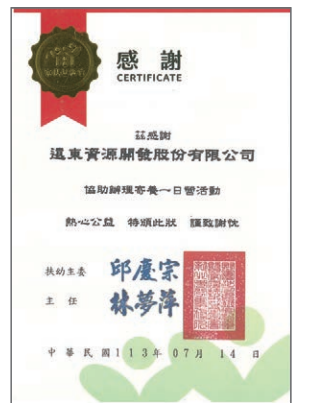 感謝
CERTIFICATE
茲感謝
遠東資源開發股份有限公司
協助辦理寄養一日營活動
熱心公益 特頒此狀 謹致謝忱
扶幼主委 邱慶宗
主任 林夢萍
中華民國113年07月14日